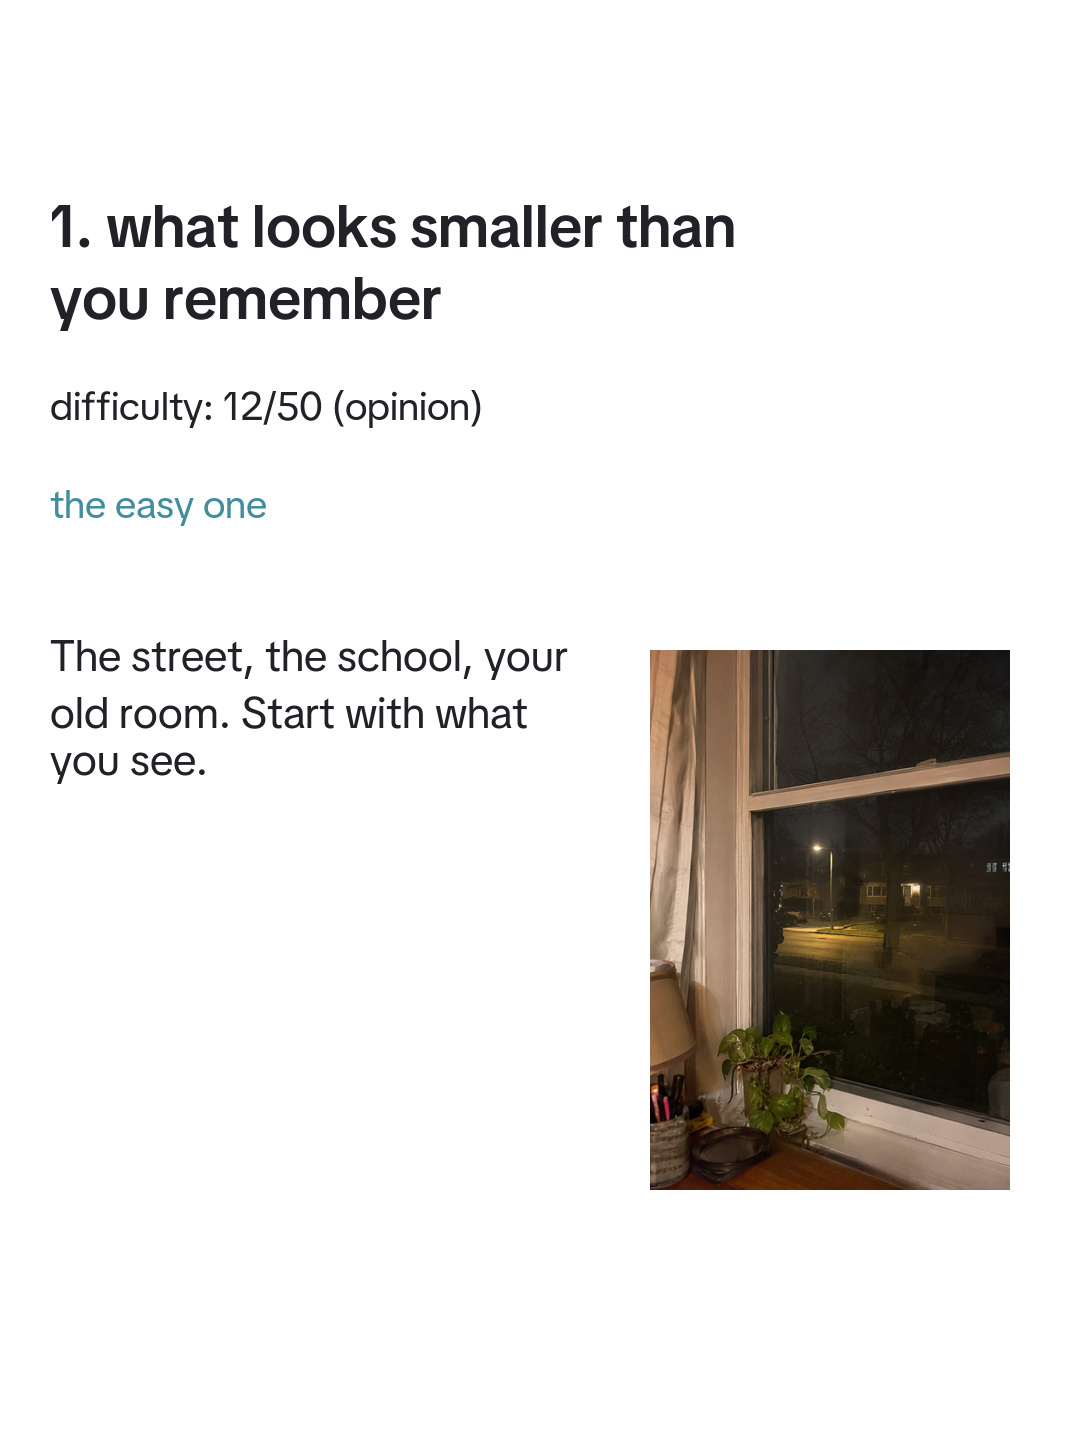 1. what looks smaller than
you remember
difficulty: 12/50 (opinion)
the easy one
The street, the school, your
old room. Start with what
you see.